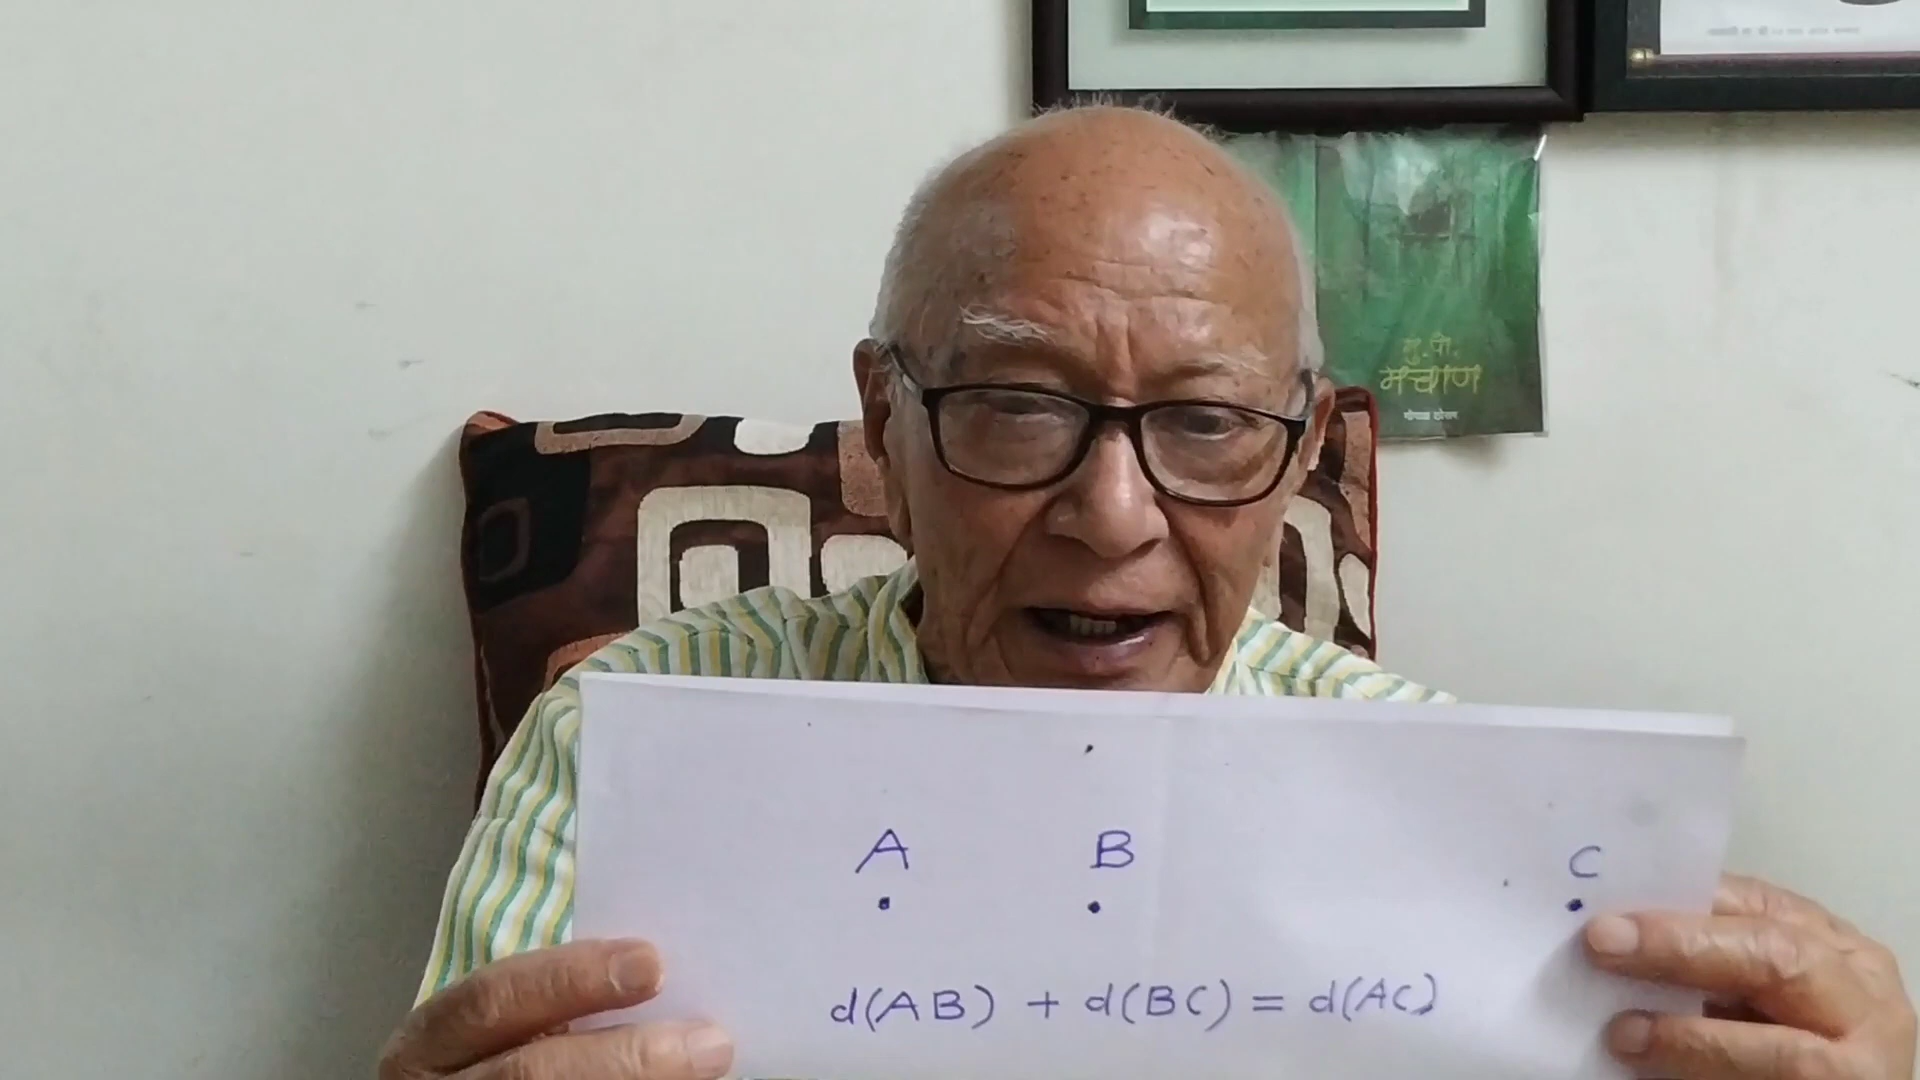 मु. पो.
मचाण
A B C
d(AB) + d(BC) = d(AC)